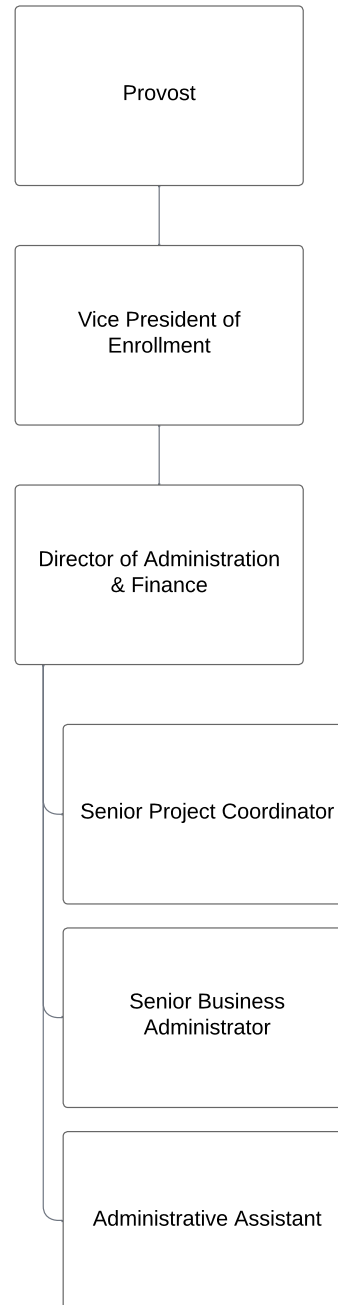 Provost
Vice President of
Enrollment
Director of Administration
& Finance
Senior Project Coordinator
Senior Business
Administrator
Administrative Assistant